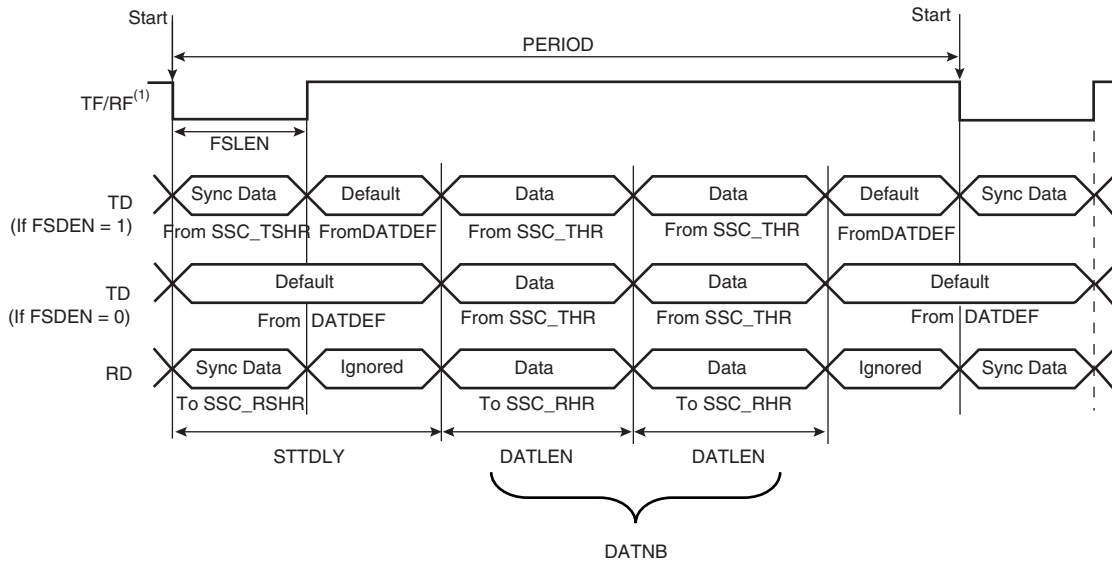 Start
Start
PERIOD
TF/RF(1)
FSLEN
TD
(If FSDEN = 1)
Sync Data
Default
Data
Data
Default
Sync Data
From SSC_TSHR
FromDATDEF
From SSC_THR
From SSC_THR
FromDATDEF
TD
(If FSDEN = 0)
Default
Data
Data
Default
From DATDEF
From SSC_THR
From SSC_THR
From DATDEF
RD
Sync Data
Ignored
Data
Data
Ignored
Sync Data
To SSC_RSHR
To SSC_RHR
To SSC_RHR
STTDLY
DATLEN
DATLEN
DATNB